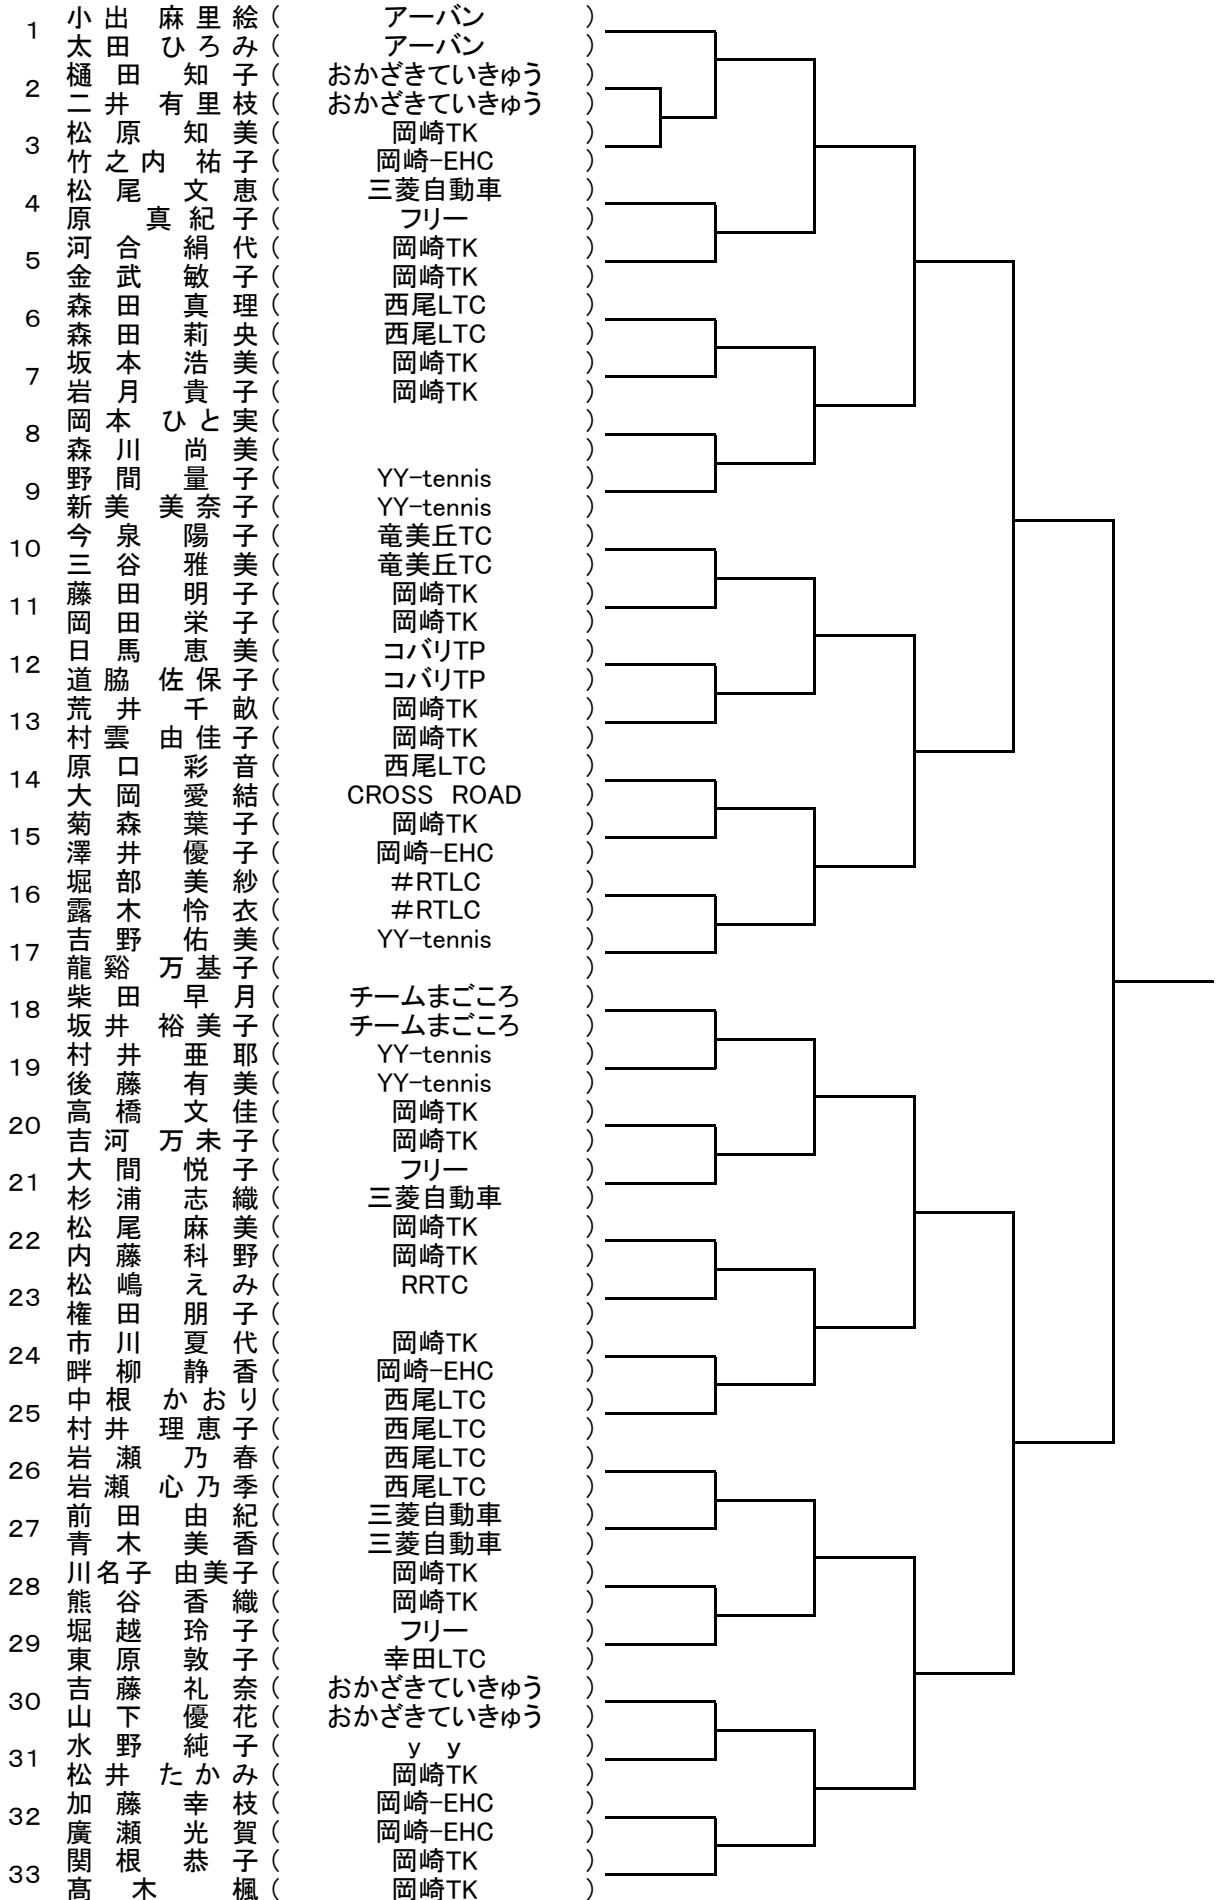 小出 麻里絵 ( アーバン )
1
太田 ひろみ ( アーバン )
樋田 知子 ( おかざきていきゅう )
2
二井 有里枝 ( おかざきていきゅう )
松原 知美 ( 岡崎TK )
3
竹之内 祐子 ( 岡崎-EHC )
松尾 文恵 ( 三菱自動車 )
4
原 真紀子 ( フリー )
河合 絹代 ( 岡崎TK )
5
金武 敏子 ( 岡崎TK )
森田 真理 ( 西尾LTC )
6
森田 莉央 ( 西尾LTC )
坂本 浩美 ( 岡崎TK )
7
岩月 貴子 ( 岡崎TK )
岡本 ひと実 ( )
8
森川 尚美 ( )
野間 量子 ( YY-tennis )
9
新美 美奈子 ( YY-tennis )
今泉 陽子 ( 竜美丘TC )
10
三谷 雅美 ( 竜美丘TC )
藤田 明子 ( 岡崎TK )
11
岡田 栄子 ( 岡崎TK )
日馬 恵美 ( コバリTP )
12
道脇 佐保子 ( コバリTP )
荒井 千畝 ( 岡崎TK )
13
村雲 由佳子 ( 岡崎TK )
原口 彩音 ( 西尾LTC )
14
大岡 愛結 ( CROSS ROAD )
菊森 葉子 ( 岡崎TK )
15
澤井 優子 ( 岡崎-EHC )
堀部 美紗 ( #RTLC )
16
露木 怜衣 ( #RTLC )
吉野 佑美 ( YY-tennis )
17
龍谿 万基子 ( )
柴田 早月 ( チームまごころ )
18
坂井 裕美子 ( チームまごころ )
村井 亜耶 ( YY-tennis )
19
後藤 有美 ( YY-tennis )
高橋 文佳 ( 岡崎TK )
20
吉河 万未子 ( 岡崎TK )
大間 悦子 ( フリー )
21
杉浦 志織 ( 三菱自動車 )
松尾 麻美 ( 岡崎TK )
22
内藤 科野 ( 岡崎TK )
松嶋 えみ ( RRTC )
23
権田 朋子 ( )
市川 夏代 ( 岡崎TK )
24
畔柳 静香 ( 岡崎-EHC )
中根 かおり ( 西尾LTC )
25
村井 理恵子 ( 西尾LTC )
岩瀬 乃春 ( 西尾LTC )
26
岩瀬 心乃季 ( 西尾LTC )
前田 由紀 ( 三菱自動車 )
27
青木 美香 ( 三菱自動車 )
川名子 由美子 ( 岡崎TK )
28
熊谷 香織 ( 岡崎TK )
堀越 玲子 ( フリー )
29
東原 敦子 ( 幸田LTC )
吉藤 礼奈 ( おかざきていきゅう )
30
山下 優花 ( おかざきていきゅう )
水野 純子 ( y y )
31
松井 たかみ ( 岡崎TK )
加藤 幸枝 ( 岡崎-EHC )
32
廣瀬 光賀 ( 岡崎-EHC )
関根 恭子 ( 岡崎TK )
33
髙木 楓 ( 岡崎TK )